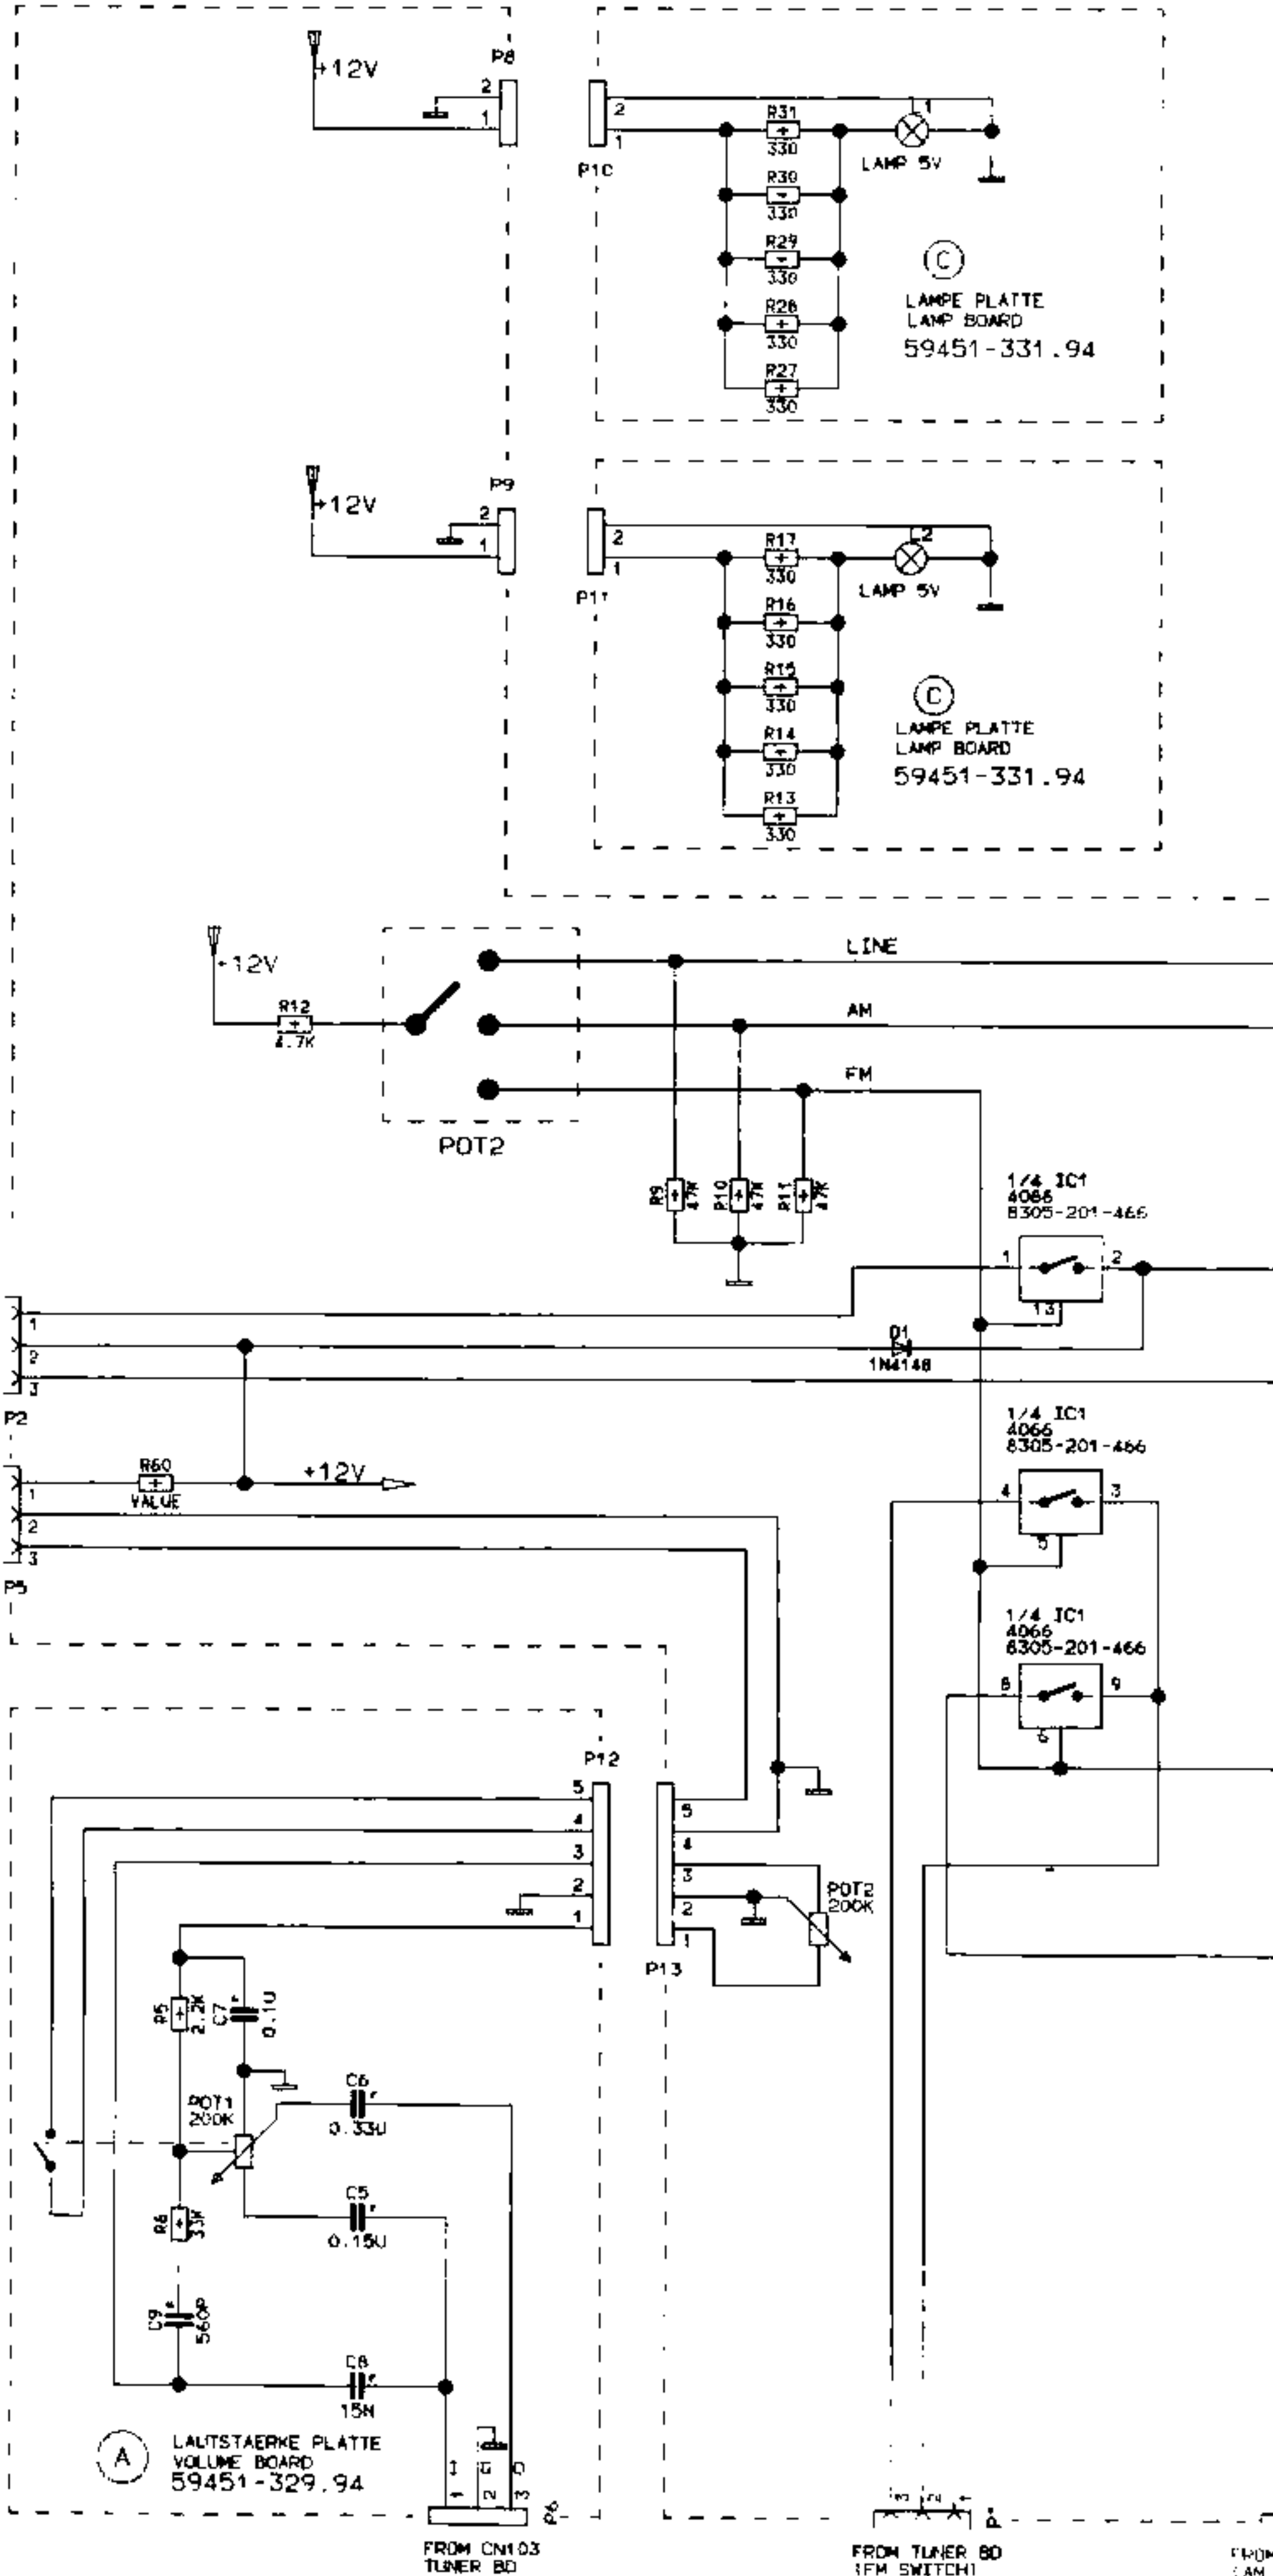 +12V
P8
2
1
P10
2
1
R31
330
R30
330
R29
330
R28
330
R27
330
1
LAMP 5V
C
LAMPE PLATTE
LAMP BOARD
59451-331.94
+12V
P9
2
1
P11
2
1
R17
330
R16
330
R15
330
R14
330
R13
330
L2
LAMP 5V
C
LAMPE PLATTE
LAMP BOARD
59451-331.94
+12V
R12
4.7K
POT2
LINE
AM
FM
R9
47K
R10
47K
R11
47K
1/4 IC1
4066
8305-201-466
1
2
13
1
2
3
P2
D1
1N4148
R60
VALUE
+12V
1
2
3
P5
1/4 IC1
4066
8305-201-466
4
3
5
1/4 IC1
4066
8305-201-466
8
9
6
P12
5
4
3
2
1
5
4
3
2
1
P13
POT2
200K
R5
2.2K
C7
0.1U
POT1
200K
C6
0.33U
C5
0.15U
R6
33K
C9
560P
C8
15N
A
LAUTSTAERKE PLATTE
VOLUME BOARD
59451-329.94
I
G
O
1
2
3
P6
FROM CN103
TUNER BD
3
2
1
FROM TUNER BD
(FM SWITCH)
FROM